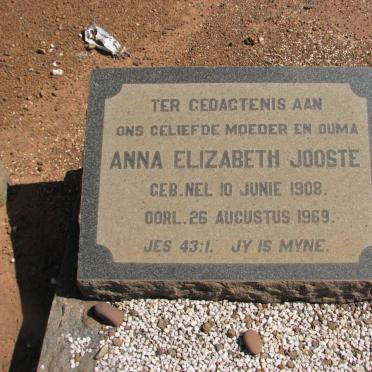 TER GEDAGTENIS AAN
ONS GELIEFDE MOEDER EN OUMA
ANNA ELIZABETH JOOSTE
GEB. NEL 10 JUNIE 1908.
OORL. 26 AUGUSTUS 1969.
JES 43:1. JY IS MYNE.